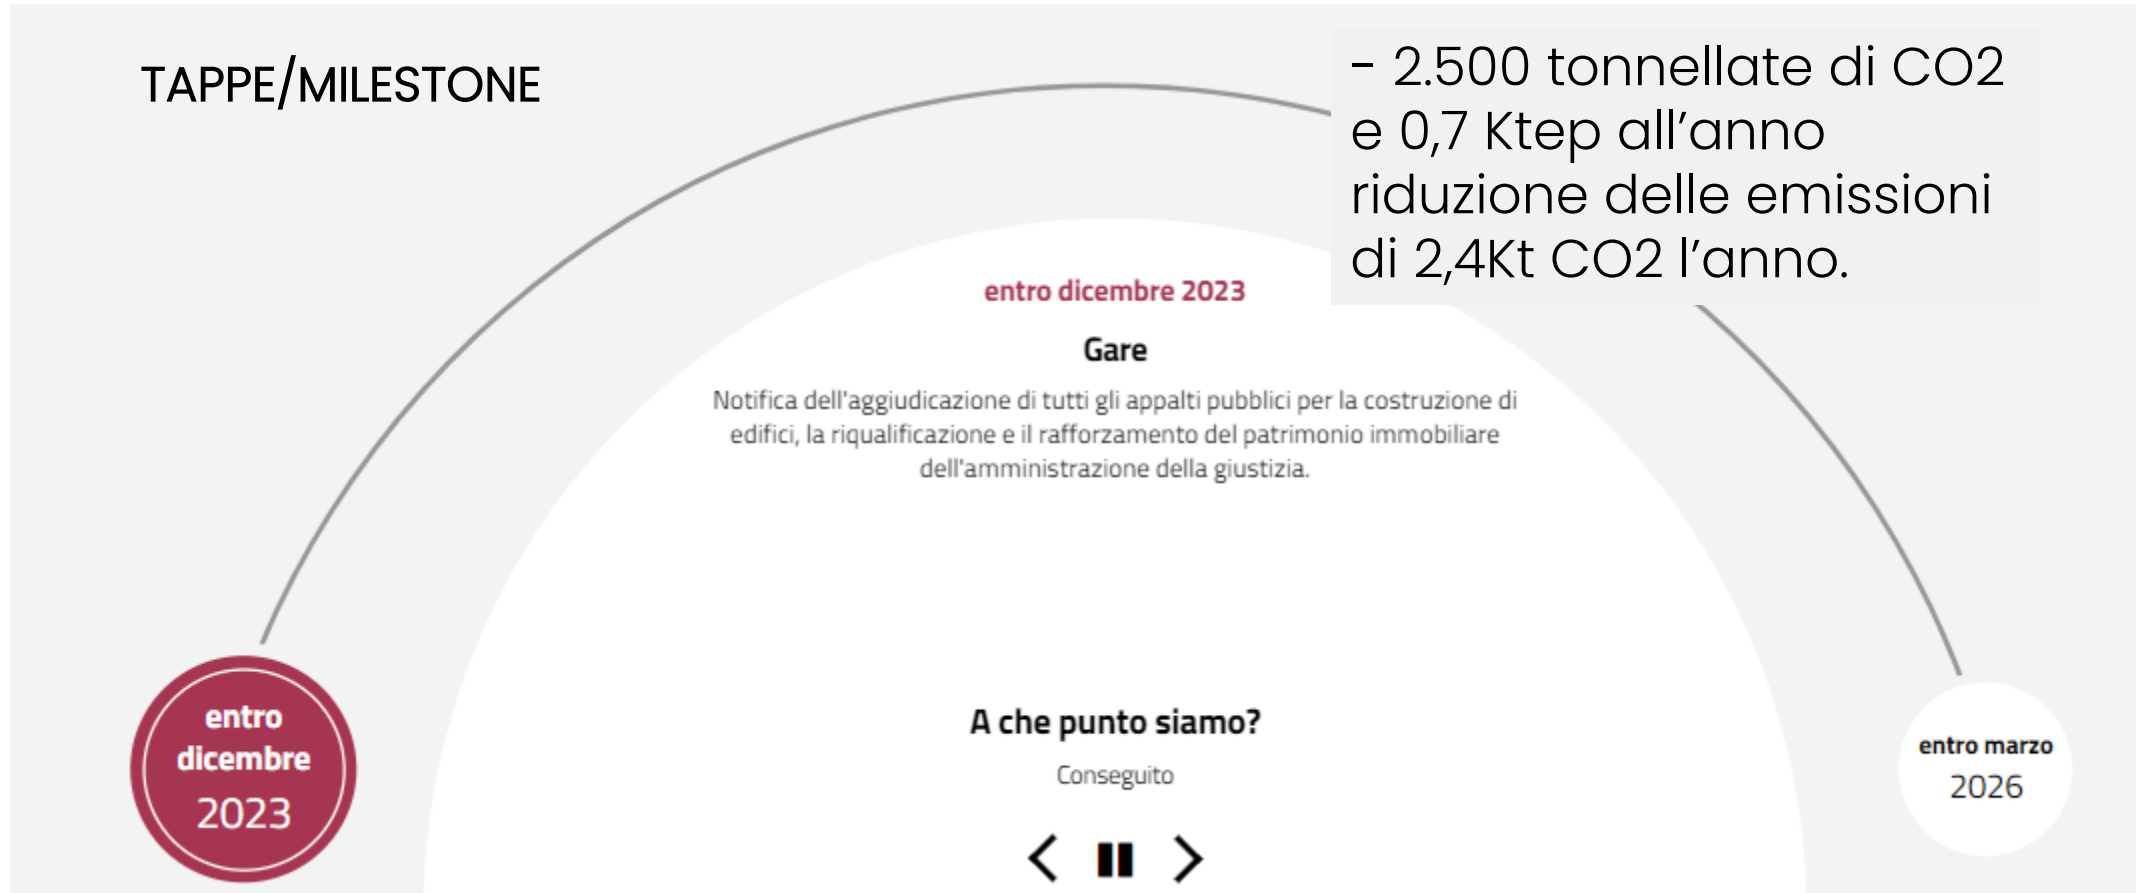 TAPPE/MILESTONE
- 2.500 tonnellate di CO2
e 0,7 Ktep all’anno
riduzione delle emissioni
di 2,4Kt CO2 l’anno.
entro dicembre 2023
Gare
Notifica dell'aggiudicazione di tutti gli appalti pubblici per la costruzione di
edifici, la riqualificazione e il rafforzamento del patrimonio immobiliare
dell'amministrazione della giustizia.
A che punto siamo?
Conseguito
entro
dicembre
2023
entro marzo
2026